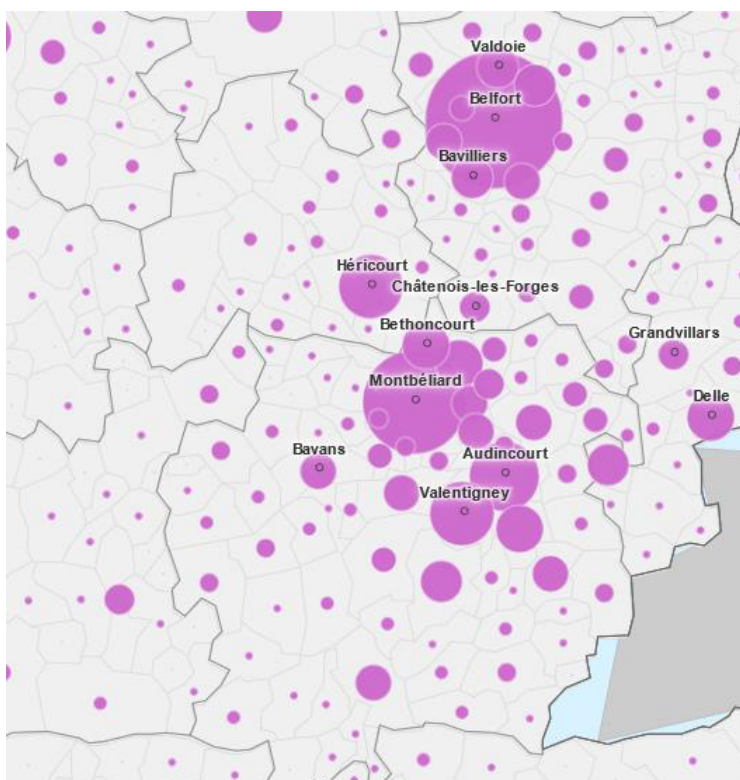 Valdoie
Belfort
Bavilliers
Héricourt
Châtenois-les-Forges
Bethoncourt
Grandvillars
Montbéliard
Delle
Bavans
Audincourt
Valentigney